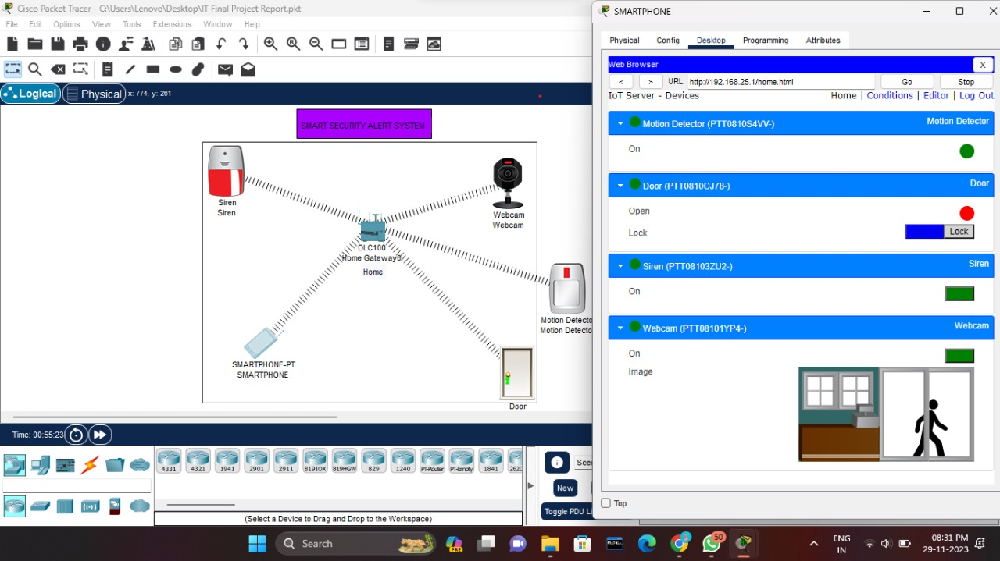 Cisco Packet Tracer - C:\Users\Lenovo\Desktop\IT Final Project Report.pkt
File Edit Options View Tools Extensions Window Help
Logical Physical x: 774, y: 261
SMART SECURITY ALERT SYSTEM
Siren
Siren
Webcam
Webcam
DLC100
Home Gateway0
Home
Motion Detecto
Motion Detecto
SMARTPHONE-PT
SMARTPHONE
Door
Time: 00:55:23
4331 4321 1941 2901 2911 819IOX 819HGW 829 1240 PT-Router PT-Empty 1841 2620
(Select a Device to Drag and Drop to the Workspace)
Sce
New
Toggle PDU Li
SMARTPHONE
Physical Config Desktop Programming Attributes
Web Browser X
< > URL http://192.168.25.1/home.html Go Stop
IoT Server - Devices Home | Conditions | Editor | Log Out
Motion Detector (PTT0810S4VV-) Motion Detector
On
Door (PTT0810CJ78-) Door
Open
Lock Lock
Siren (PTT08103ZU2-) Siren
On
Webcam (PTT08101YP4-) Webcam
On
Image
Top
Search
PRE
50
ENG
IN
08:31 PM
29-11-2023